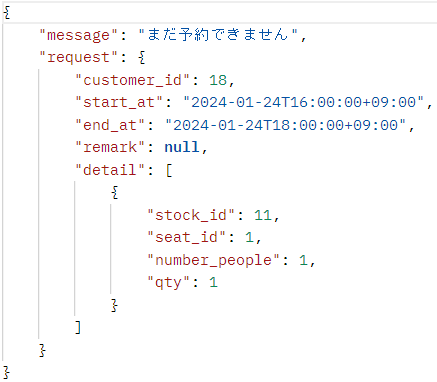 {
    "message": "まだ予約できません",
    "request": {
        "customer_id": 18,
        "start_at": "2024-01-24T16:00:00+09:00",
        "end_at": "2024-01-24T18:00:00+09:00",
        "remark": null,
        "detail": [
            {
                "stock_id": 11,
                "seat_id": 1,
                "number_people": 1,
                "qty": 1
            }
        ]
    }
}